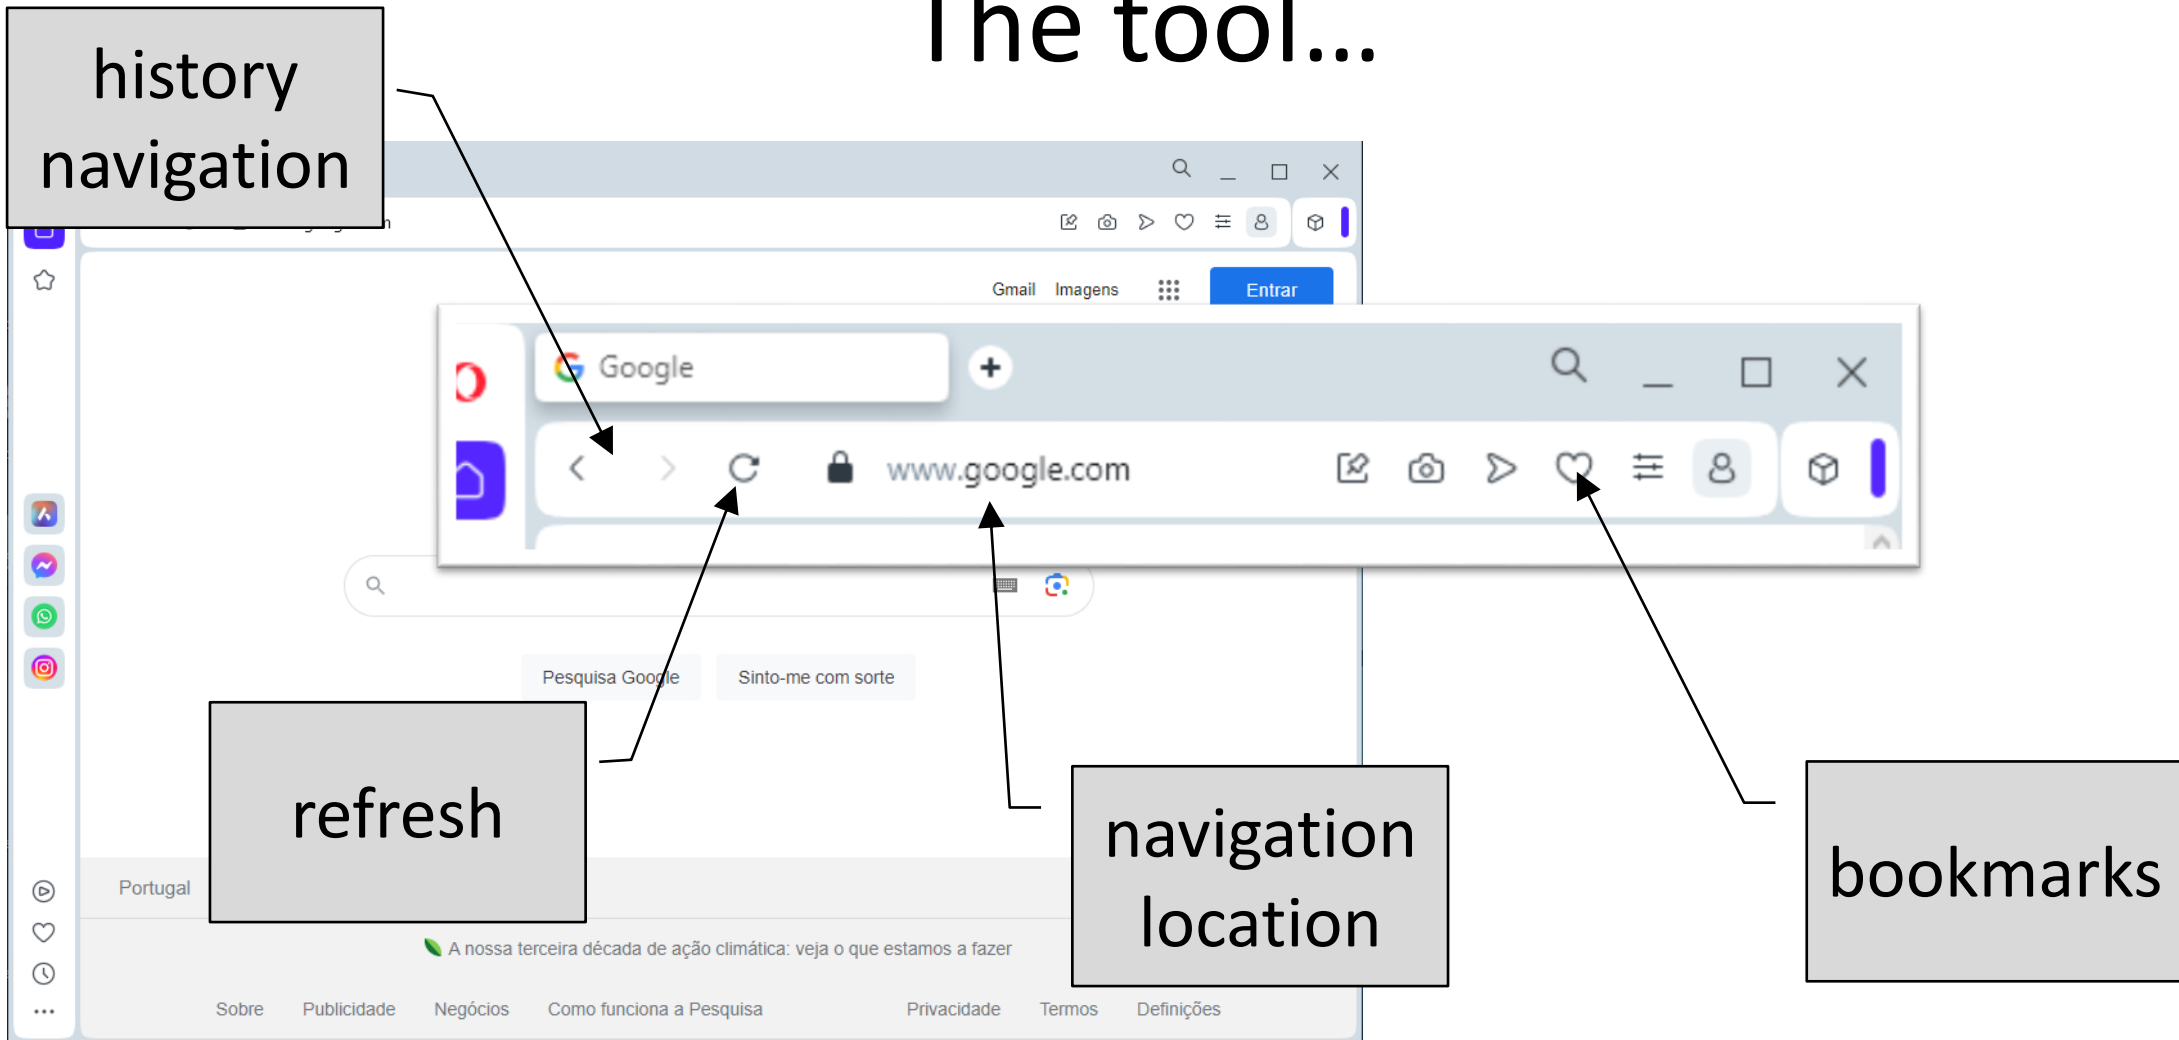 The tool...
history
navigation
Gmail Imagens Entrar
Google
www.google.com
Pesquisa Google Sinto-me com sorte
refresh
navigation
location
bookmarks
Portugal
A nossa terceira década de ação climática: veja o que estamos a fazer
Sobre Publicidade Negócios Como funciona a Pesquisa Privacidade Termos Definições